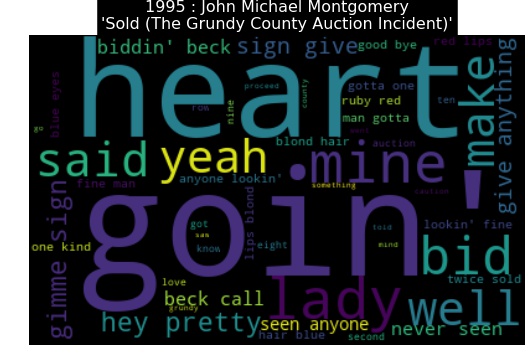 1995 : John Michael Montgomery
'Sold (The Grundy County Auction Incident)'
biddin' beck
sign give
good bye
red lips
heart
blue eyes
proceed
county
gotta one
ruby red
ten
row
nine
man gotta
make
give anything
go
went
said
yeah
blond hair
auction
mine
fine man
anyone lookin'
something
caution
goin'
gimme sign
lips blond
got
sam
know
eight
told
mind
lookin' fine
one kind
bid
twice sold
love
beck call
grundy
lady
well
hey pretty
seen anyone
never seen
hair blue
second